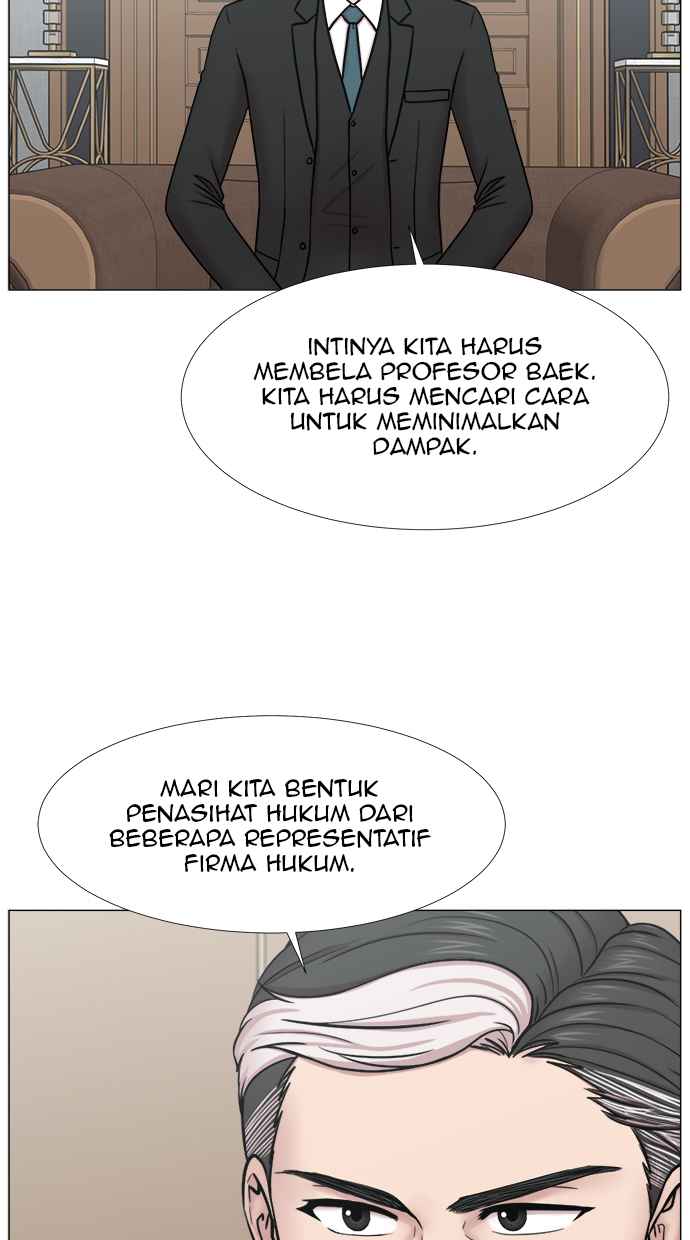 INTINYA KITA HARUS
MEMBELA PROFESOR BAEK.
KITA HARUS MENCARI CARA
UNTUK MEMINIMALKAN
DAMPAK.
MARI KITA BENTUK
PENASIHAT HUKUM DARI
BEBERAPA REPRESENTATIF
FIRMA HUKUM.